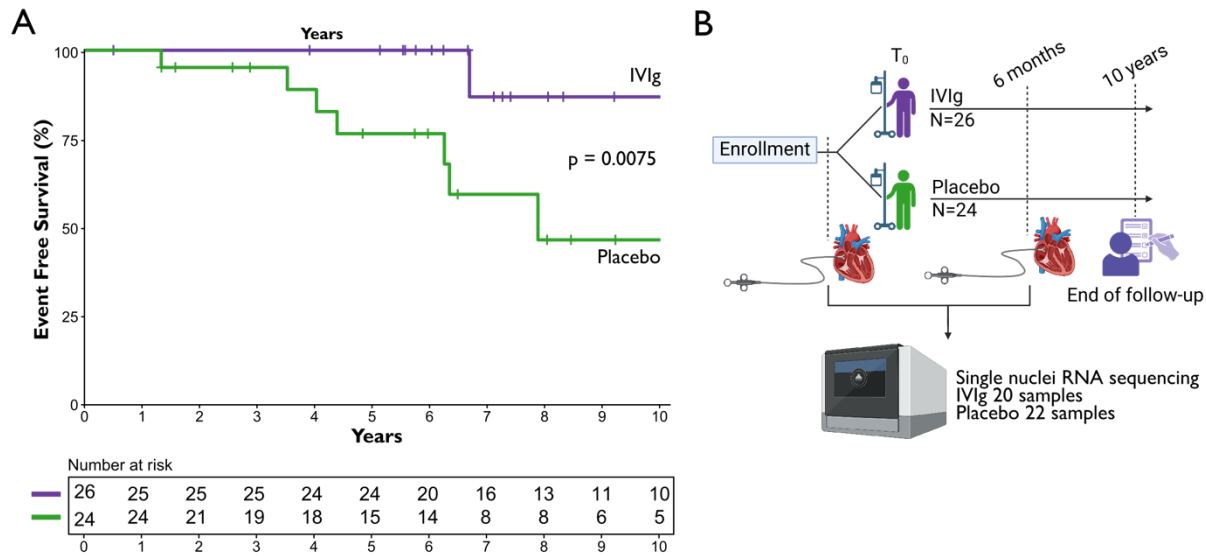 A
Years
100
75
50
25
0
Event Free Survival (%)
IVIg
p = 0.0075
Placebo
0 1 2 3 4 5 6 7 8 9 10
Years
Number at risk
26 25 25 25 24 24 20 16 13 11 10
24 24 21 19 18 15 14 8 8 6 5
0 1 2 3 4 5 6 7 8 9 10
B
T0
6 months
10 years
IVIg
N=26
Enrollment
Placebo
N=24
End of follow-up
Single nuclei RNA sequencing
IVIg 20 samples
Placebo 22 samples